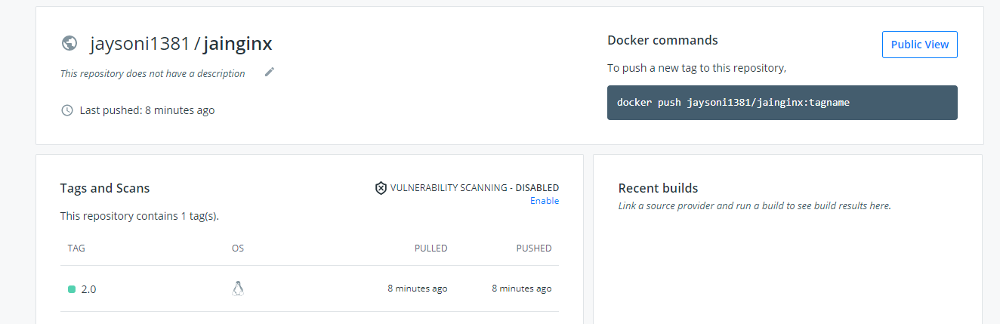 jaysoni1381 / jainginx
This repository does not have a description
Last pushed: 8 minutes ago
Docker commands
Public View
To push a new tag to this repository,
docker push jaysoni1381/jainginx:tagname
Tags and Scans
VULNERABILITY SCANNING - DISABLED
Enable
This repository contains 1 tag(s).
TAG OS PULLED PUSHED
2.0 8 minutes ago 8 minutes ago
Recent builds
Link a source provider and run a build to see build results here.